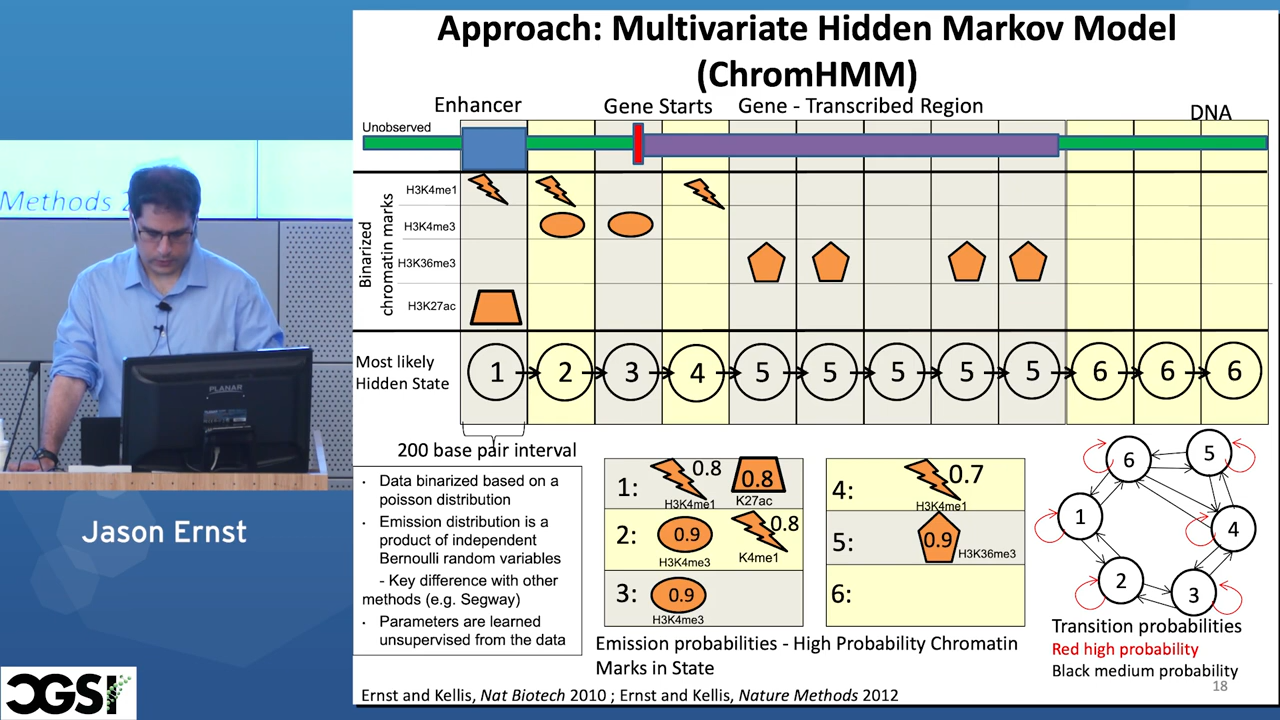 Approach: Multivariate Hidden Markov Model
(ChromHMM)
Enhancer Gene Starts Gene - Transcribed Region DNA
Unobserved
Binarized
chromatin marks
H3K4me1
H3K4me3
H3K36me3
H3K27ac
Most likely
Hidden State
1 2 3 4 5 5 5 5 5 6 6 6
200 base pair interval
· Data binarized based on a
poisson distribution
· Emission distribution is a
product of independent
Bernoulli random variables
- Key difference with other
methods (e.g. Segway)
· Parameters are learned
unsupervised from the data
1: 0.8 0.8
H3K4me1 K27ac
2: 0.9 0.8
H3K4me3 K4me1
3: 0.9
H3K4me3
4: 0.7
H3K4me1
5: 0.9 H3K36me3
6:
Emission probabilities - High Probability Chromatin
Marks in State
6 5
1 4
2 3
Transition probabilities
Red high probability
Black medium probability
18
Ernst and Kellis, Nat Biotech 2010 ; Ernst and Kellis, Nature Methods 2012
Methods 2
PLANAR
Jason Ernst
CGSI